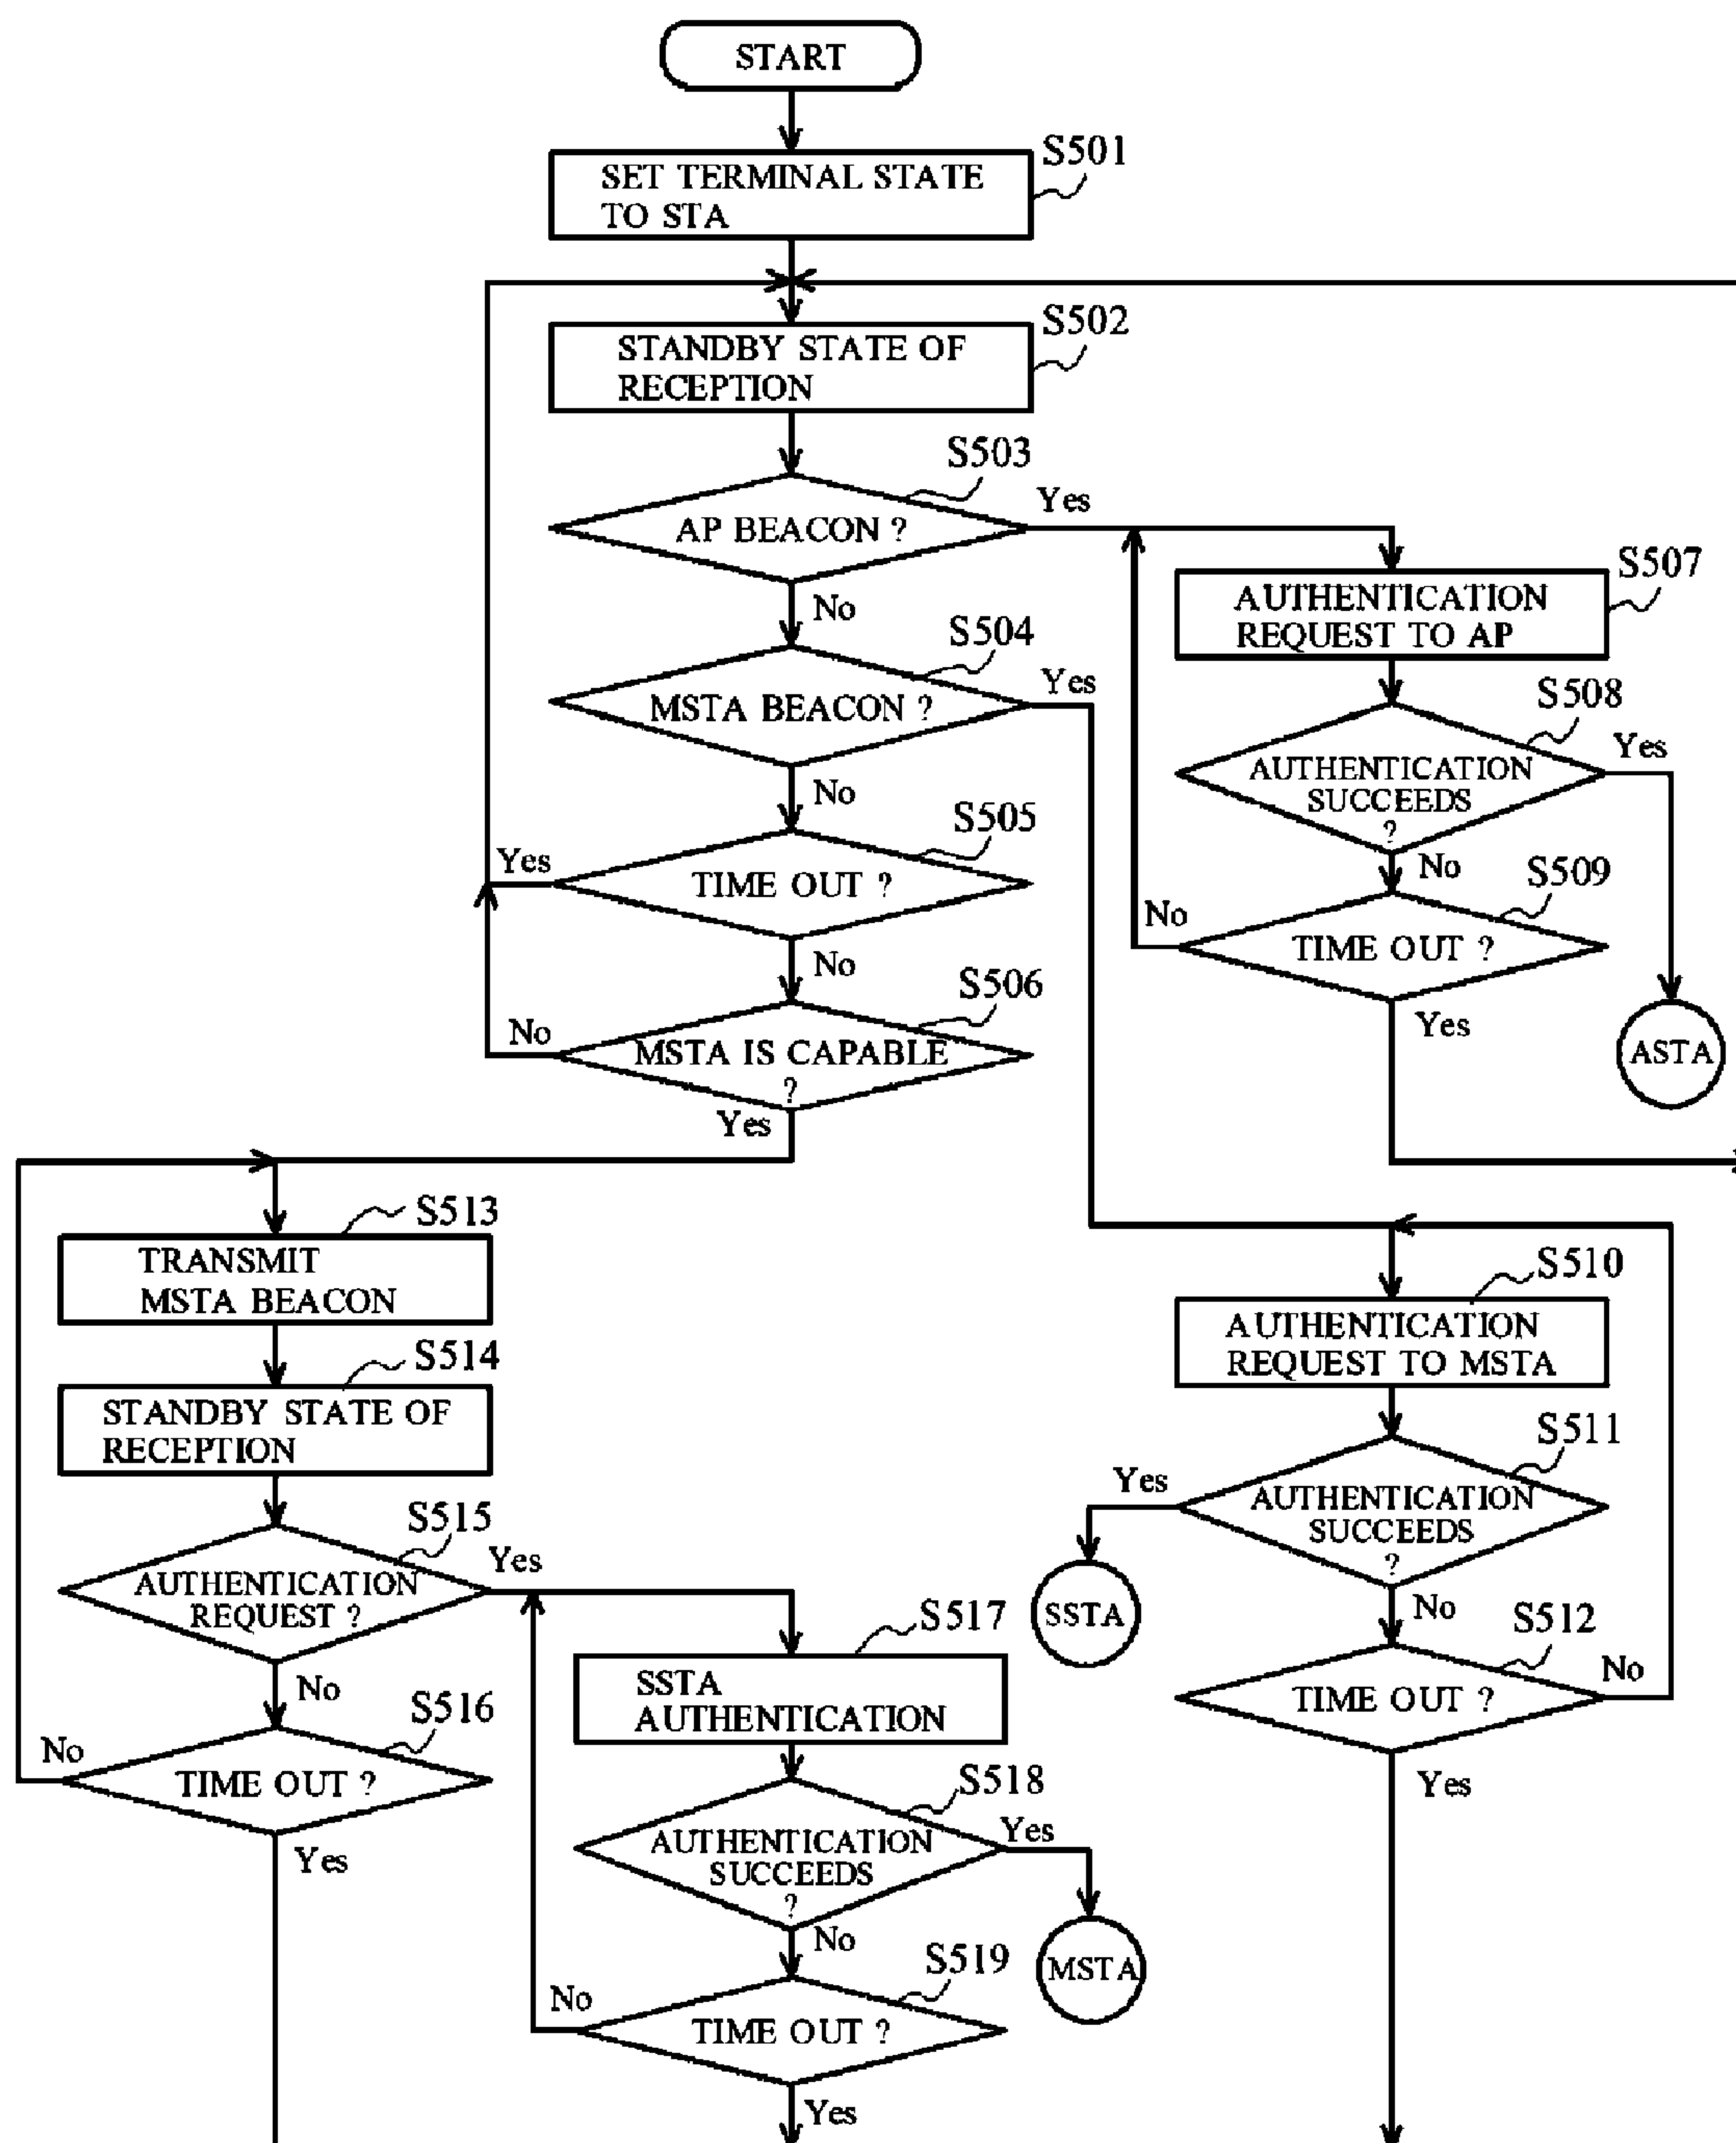 START
S501
SET TERMINAL STATE
TO STA
S502
STANDBY STATE OF
RECEPTION
S503
AP BEACON ?
Yes
No
S507
AUTHENTICATION
REQUEST TO AP
S504
MSTA BEACON ?
Yes
No
S508
AUTHENTICATION
SUCCEEDS
?
Yes
No
S505
TIME OUT ?
Yes
No
S509
TIME OUT ?
No
Yes
ASTA
S506
MSTA IS CAPABLE
?
No
Yes
S513
TRANSMIT
MSTA BEACON
S510
AUTHENTICATION
REQUEST TO MSTA
S514
STANDBY STATE OF
RECEPTION
S511
AUTHENTICATION
SUCCEEDS
?
Yes
No
SSTA
S515
AUTHENTICATION
REQUEST ?
Yes
No
S512
TIME OUT ?
No
Yes
S517
SSTA
AUTHENTICATION
S516
TIME OUT ?
No
Yes
S518
AUTHENTICATION
SUCCEEDS
?
Yes
No
MSTA
S519
TIME OUT ?
No
Yes